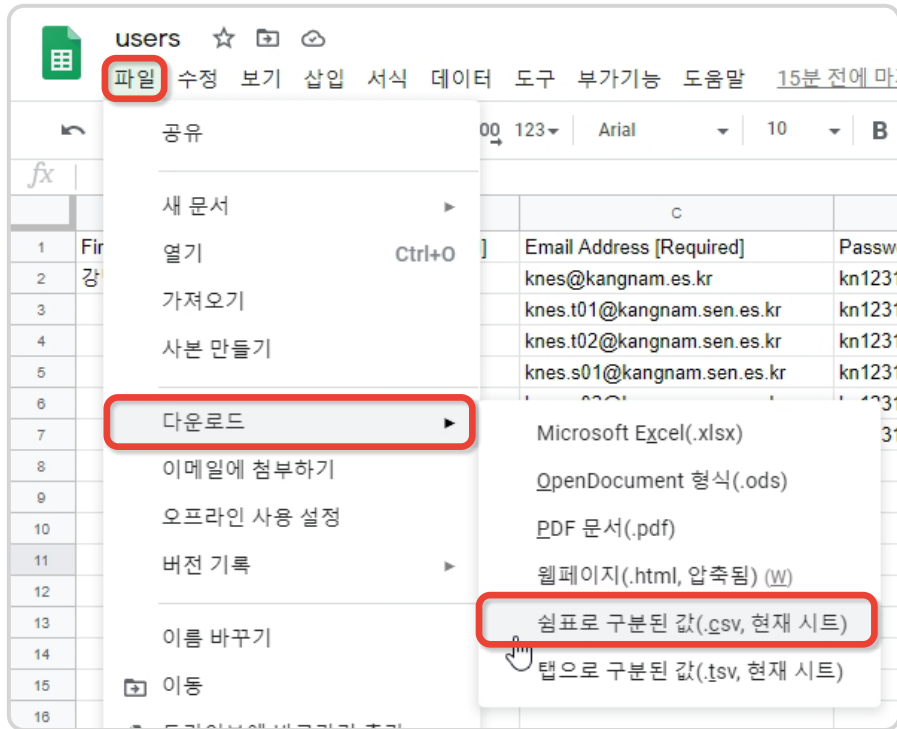 users
파일 수정 보기 삽입 서식 데이터 도구 부가기능 도움말 15분 전에
00 123 Arial 10 B
fx
C
1 Email Address [Required]
2 knes@kangnam.es.kr kn1231
3 knes.t01@kangnam.sen.es.kr kn1231
4 knes.t02@kangnam.sen.es.kr kn1231
5 knes.s01@kangnam.sen.es.kr kn1231
6
7
8
9
10
11
12
13
14
15
16
공유
새 문서
열기 Ctrl+O
가져오기
사본 만들기
다운로드
이메일에 첨부하기
오프라인 사용 설정
버전 기록
이름 바꾸기
이동
Microsoft Excel(.xlsx)
OpenDocument 형식(.ods)
PDF 문서(.pdf)
웹페이지(.html, 압축됨) (W)
쉼표로 구분된 값(.csv, 현재 시트)
탭으로 구분된 값(.tsv, 현재 시트)